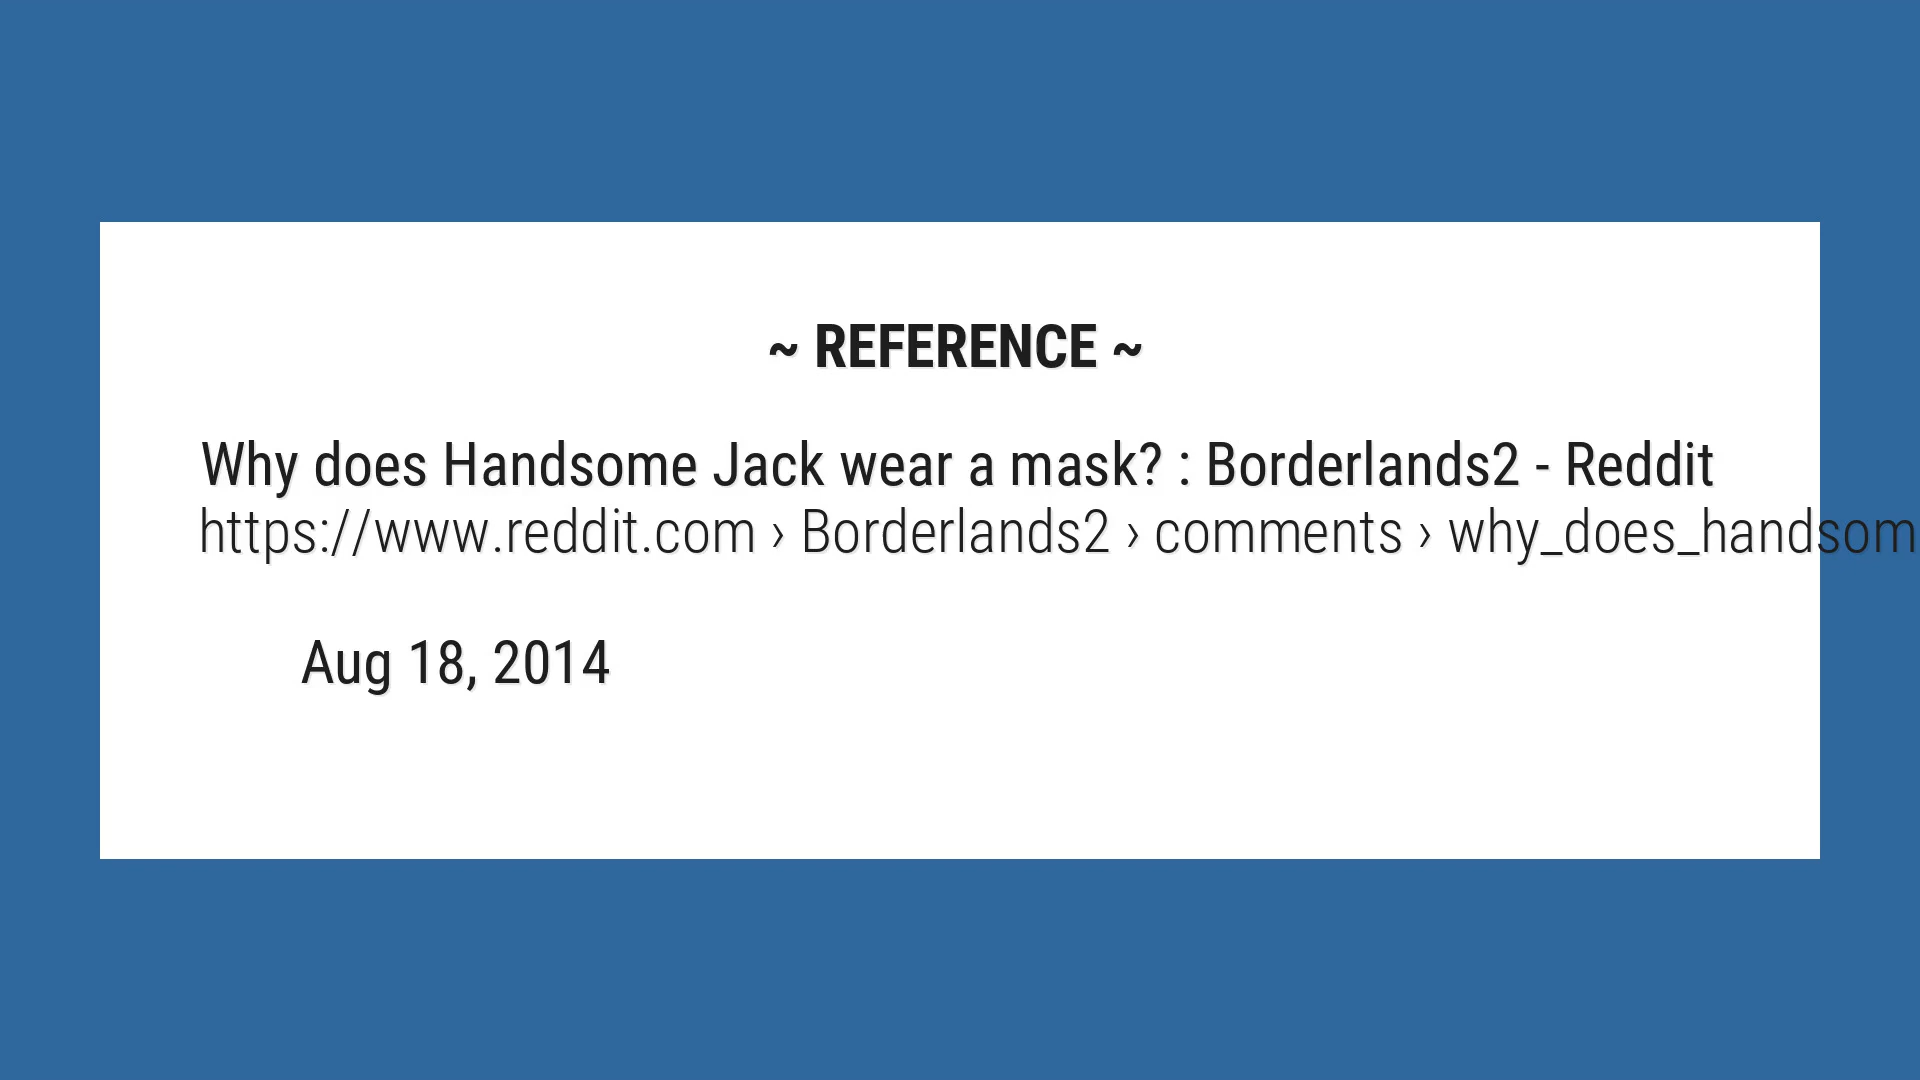 ~ REFERENCE ~
Why does Handsome Jack wear a mask? : Borderlands2 - Reddit
https://www.reddit.com › Borderlands2 › comments › why_does_handsom
Aug 18, 2014